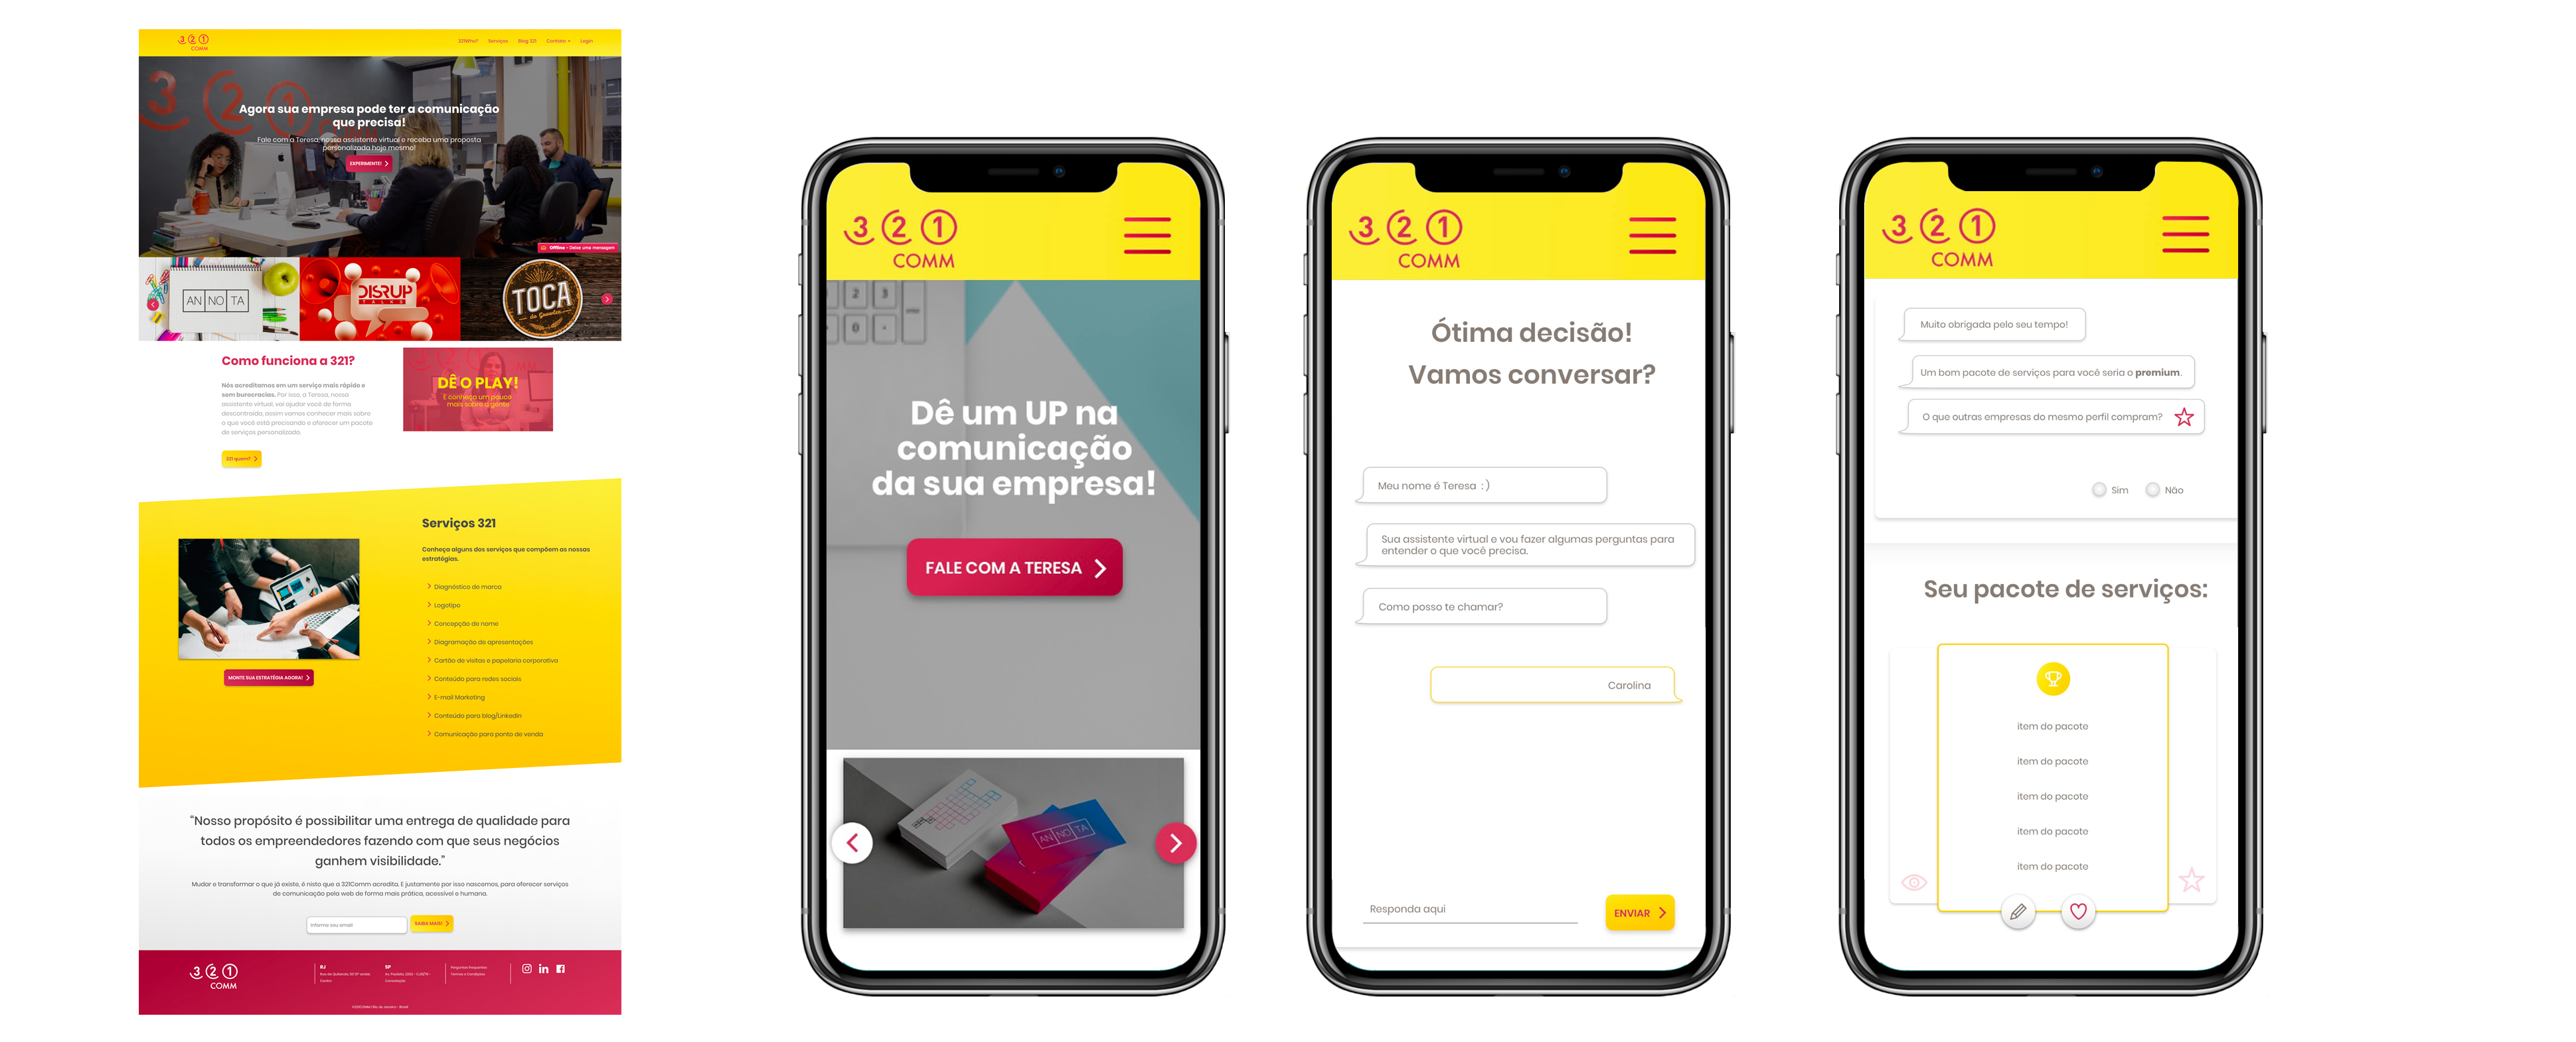 3 2 1
COMM
321Who?
Serviços
Blog 321
Contato
Login
Agora sua empresa pode ter a comunicação
que precisa!
Fale com a Teresa, nossa assistente virtual e receba uma proposta
personalizada hoje mesmo!
EXPERIMENTE!
Offline - Deixe uma mensagem
AN NO TA
DISRUP
TALKS
TOCA
Como funciona a 321?
Nós acreditamos em um serviço mais rápido e
sem burocracias. Por isso, a Teresa, nossa
assistente virtual, vai ajudar você de forma
descontraída, assim vamos conhecer mais sobre
o que você está precisando e oferecer um pacote
de serviços personalizado.
321 quem?
DÊ O PLAY!
E conheça um pouco
mais sobre a gente
Serviços 321
Conheça alguns dos serviços que compõem as nossas
estratégias.
Diagnóstico de marca
Logotipo
Concepção de nome
Diagramação de apresentações
Cartão de visitas e papelaria corporativa
Conteúdo para redes sociais
E-mail Marketing
Conteúdo para blog/Linkedin
Comunicação para ponto de venda
MONTE SUA ESTRATÉGIA AGORA!
“Nosso propósito é possibilitar uma entrega de qualidade para
todos os empreendedores fazendo com que seus negócios
ganhem visibilidade.”
Mudar e transformar o que já existe, é nisto que a 321Comm acredita. E justamente por isso nascemos, para oferecer serviços
de comunicação pela web de forma mais prática, acessível e humana.
Informe seu email
SAIBA MAIS!
3 2 1
COMM
RJ
Centro
SP
Consolação
Perguntas Frequentes
Termos e Condições
3 2 1
COMM
Dê um UP na
comunicação
da sua empresa!
FALE COM A TERESA
AN NO TA
3 2 1
COMM
Ótima decisão!
Vamos conversar?
Meu nome é Teresa :)
Sua assistente virtual e vou fazer algumas perguntas para
entender o que você precisa.
Como posso te chamar?
Carolina
Responda aqui
ENVIAR
3 2 1
COMM
Muito obrigada pelo seu tempo!
Um bom pacote de serviços para você seria o premium.
O que outras empresas do mesmo perfil compram?
Sim
Não
Seu pacote de serviços:
item do pacote
item do pacote
item do pacote
item do pacote
item do pacote